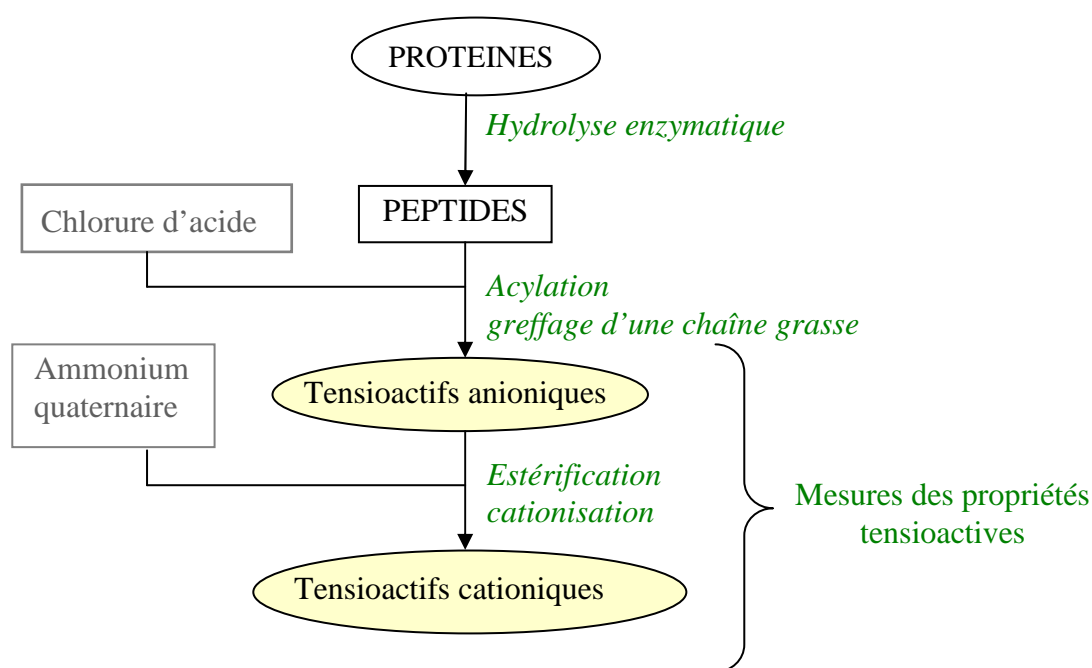 PROTEINES
Hydrolyse enzymatique
Chlorure d’acide
PEPTIDES
Acylation
greffage d’une chaîne grasse
Ammonium
quaternaire
Tensioactifs anioniques
Estérification
cationisation
Mesures des propriétés
tensioactives
Tensioactifs cationiques